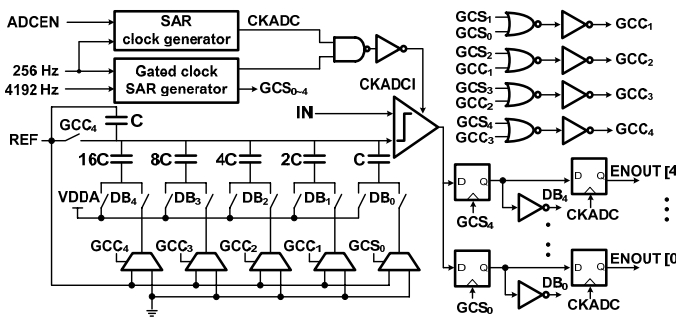 ADCEN
SAR
clock generator
CKADC
256 Hz
4192 Hz
Gated clock
SAR generator
GCS0~4
CKADCI
IN
REF
GCC4
C
16C
8C
4C
2C
C
VDDA
DB4
DB3
DB2
DB1
DB0
GCC4
GCC3
GCC2
GCC1
GCS0
GCS1
GCS0
GCC1
GCS2
GCC1
GCC2
GCS3
GCC2
GCC3
GCS4
GCC3
GCC4
D Q
GCS4
DB4
D Q
CKADC
ENOUT [4
D Q
GCS0
DB0
D Q
CKADC
ENOUT [0